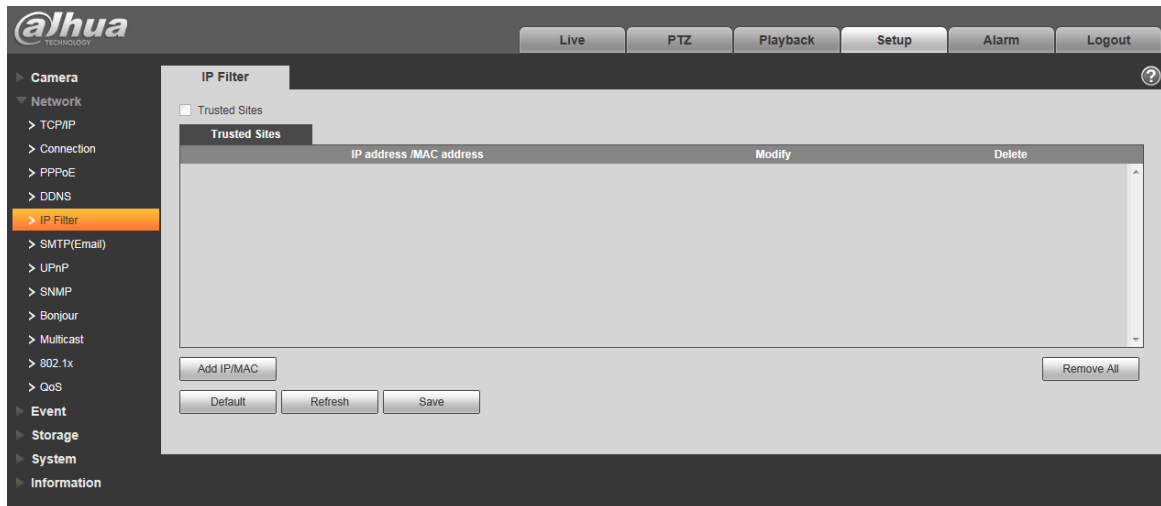 alhua
TECHNOLOGY
Live
PTZ
Playback
Setup
Alarm
Logout
Camera
Network
TCP/IP
Connection
PPPoE
DDNS
IP Filter
SMTP(Email)
UPnP
SNMP
Bonjour
Multicast
802.1x
QoS
Event
Storage
System
Information
IP Filter
?
Trusted Sites
Trusted Sites
IP address /MAC address Modify Delete
Add IP/MAC
Remove All
Default
Refresh
Save